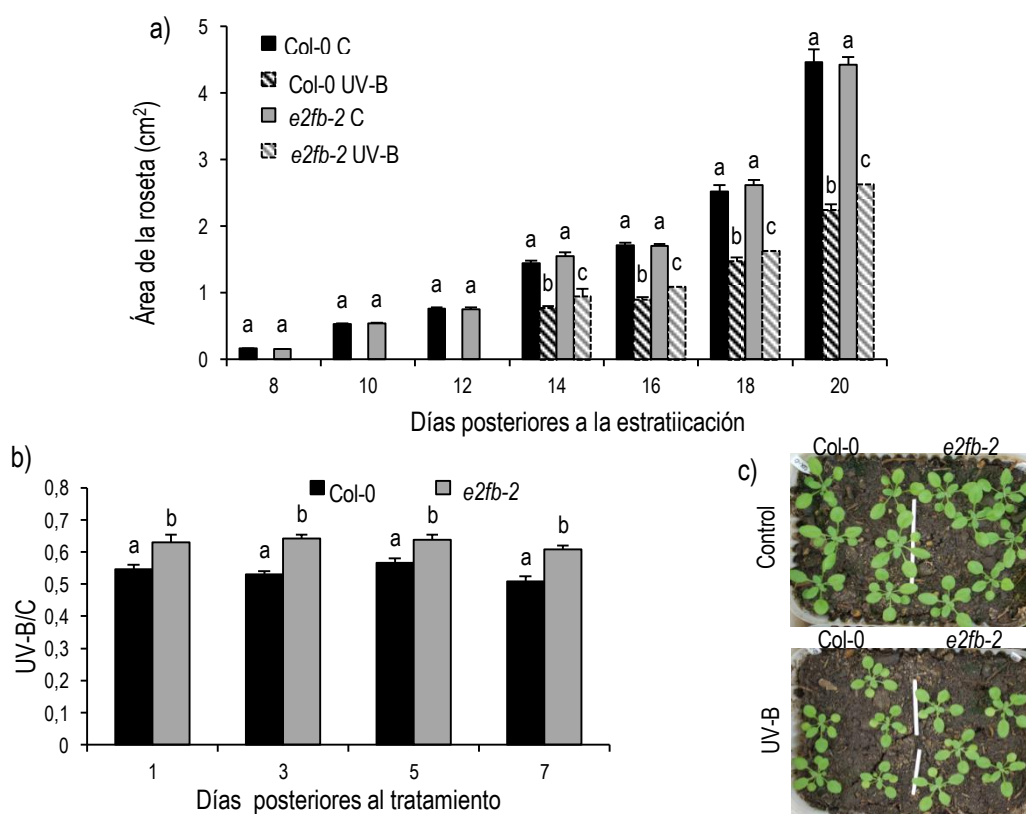 a)
Col-0 C
Col-0 UV-B
e2fb-2 C
e2fb-2 UV-B
Área de la roseta (cm²)
5
4
3
2
1
0
a a
a a
a a
a a b c
a a b c
a a b c
a a b c
8 10 12 14 16 18 20
Días posteriores a la estratiicación
b)
Col-0 e2fb-2
UV-B/C
0,8
0,7
0,6
0,5
0,4
0,3
0,2
0,1
0
a b a b a b a b
1 3 5 7
Días posteriores al tratamiento
c)
Col-0 e2fb-2
Control
Col-0 e2fb-2
UV-B